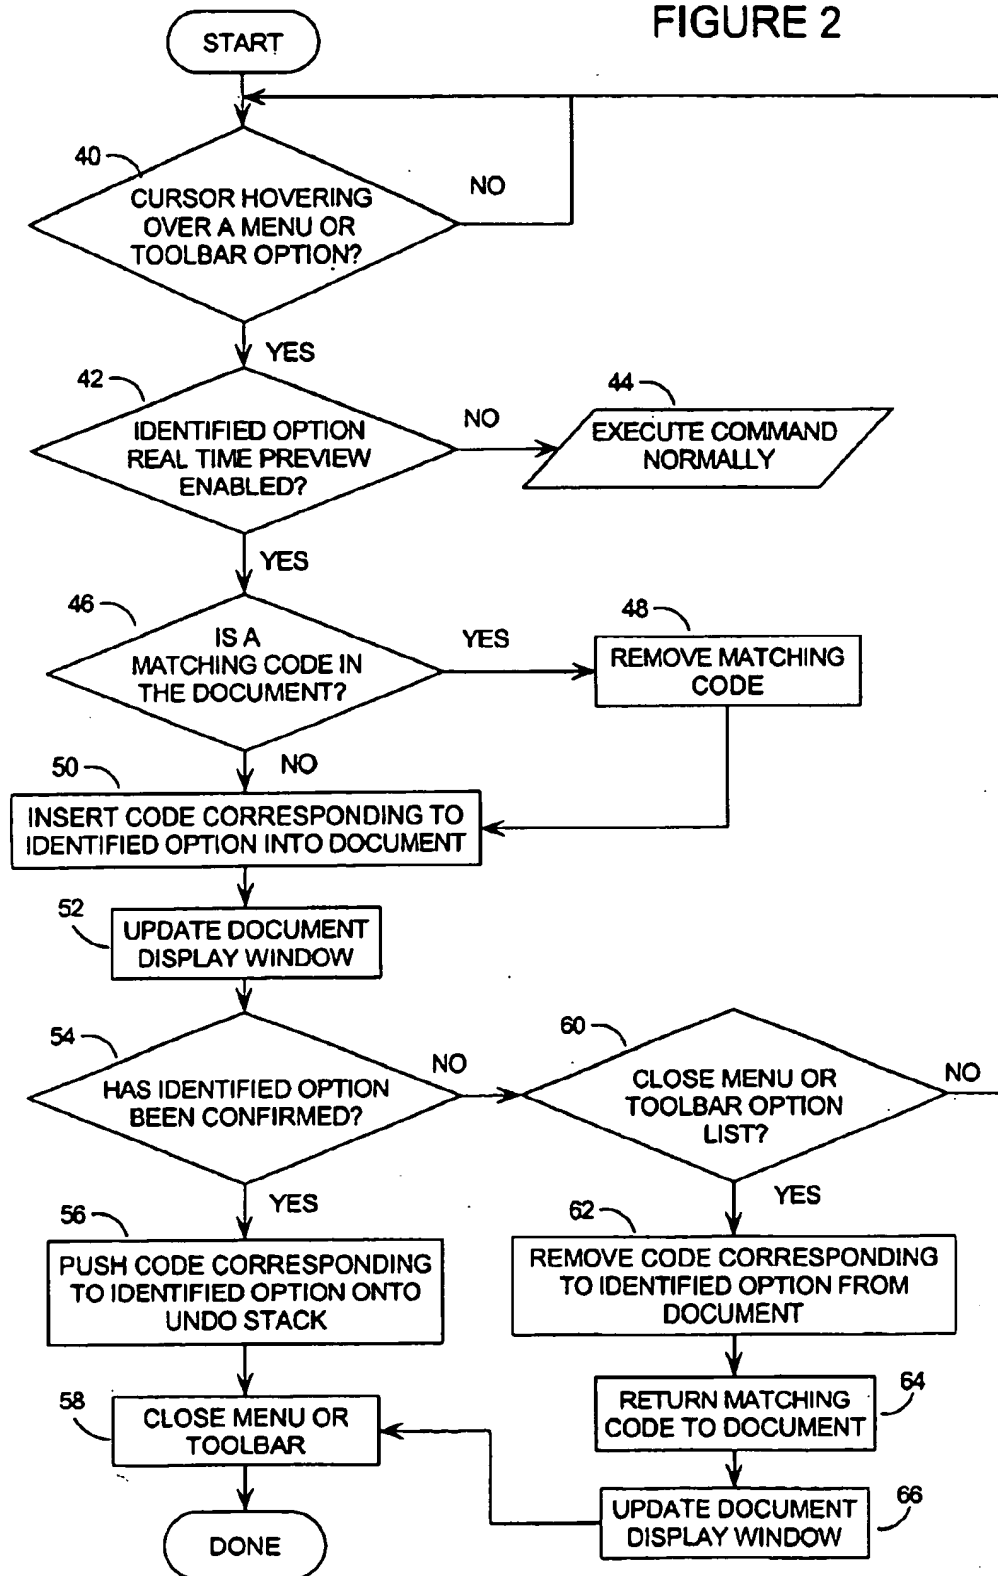 FIGURE 2
START
40
CURSOR HOVERING
OVER A MENU OR
TOOLBAR OPTION?
NO
YES
42
IDENTIFIED OPTION
REAL TIME PREVIEW
ENABLED?
NO
44
EXECUTE COMMAND
NORMALLY
YES
46
IS A
MATCHING CODE IN
THE DOCUMENT?
YES
48
REMOVE MATCHING
CODE
NO
50
INSERT CODE CORRESPONDING TO
IDENTIFIED OPTION INTO DOCUMENT
52
UPDATE DOCUMENT
DISPLAY WINDOW
54
HAS IDENTIFIED OPTION
BEEN CONFIRMED?
NO
60
CLOSE MENU OR
TOOLBAR OPTION
LIST?
NO
YES
56
PUSH CODE CORRESPONDING
TO IDENTIFIED OPTION ONTO
UNDO STACK
YES
62
REMOVE CODE CORRESPONDING
TO IDENTIFIED OPTION FROM
DOCUMENT
58
CLOSE MENU OR
TOOLBAR
RETURN MATCHING
CODE TO DOCUMENT
64
UPDATE DOCUMENT
DISPLAY WINDOW
66
DONE